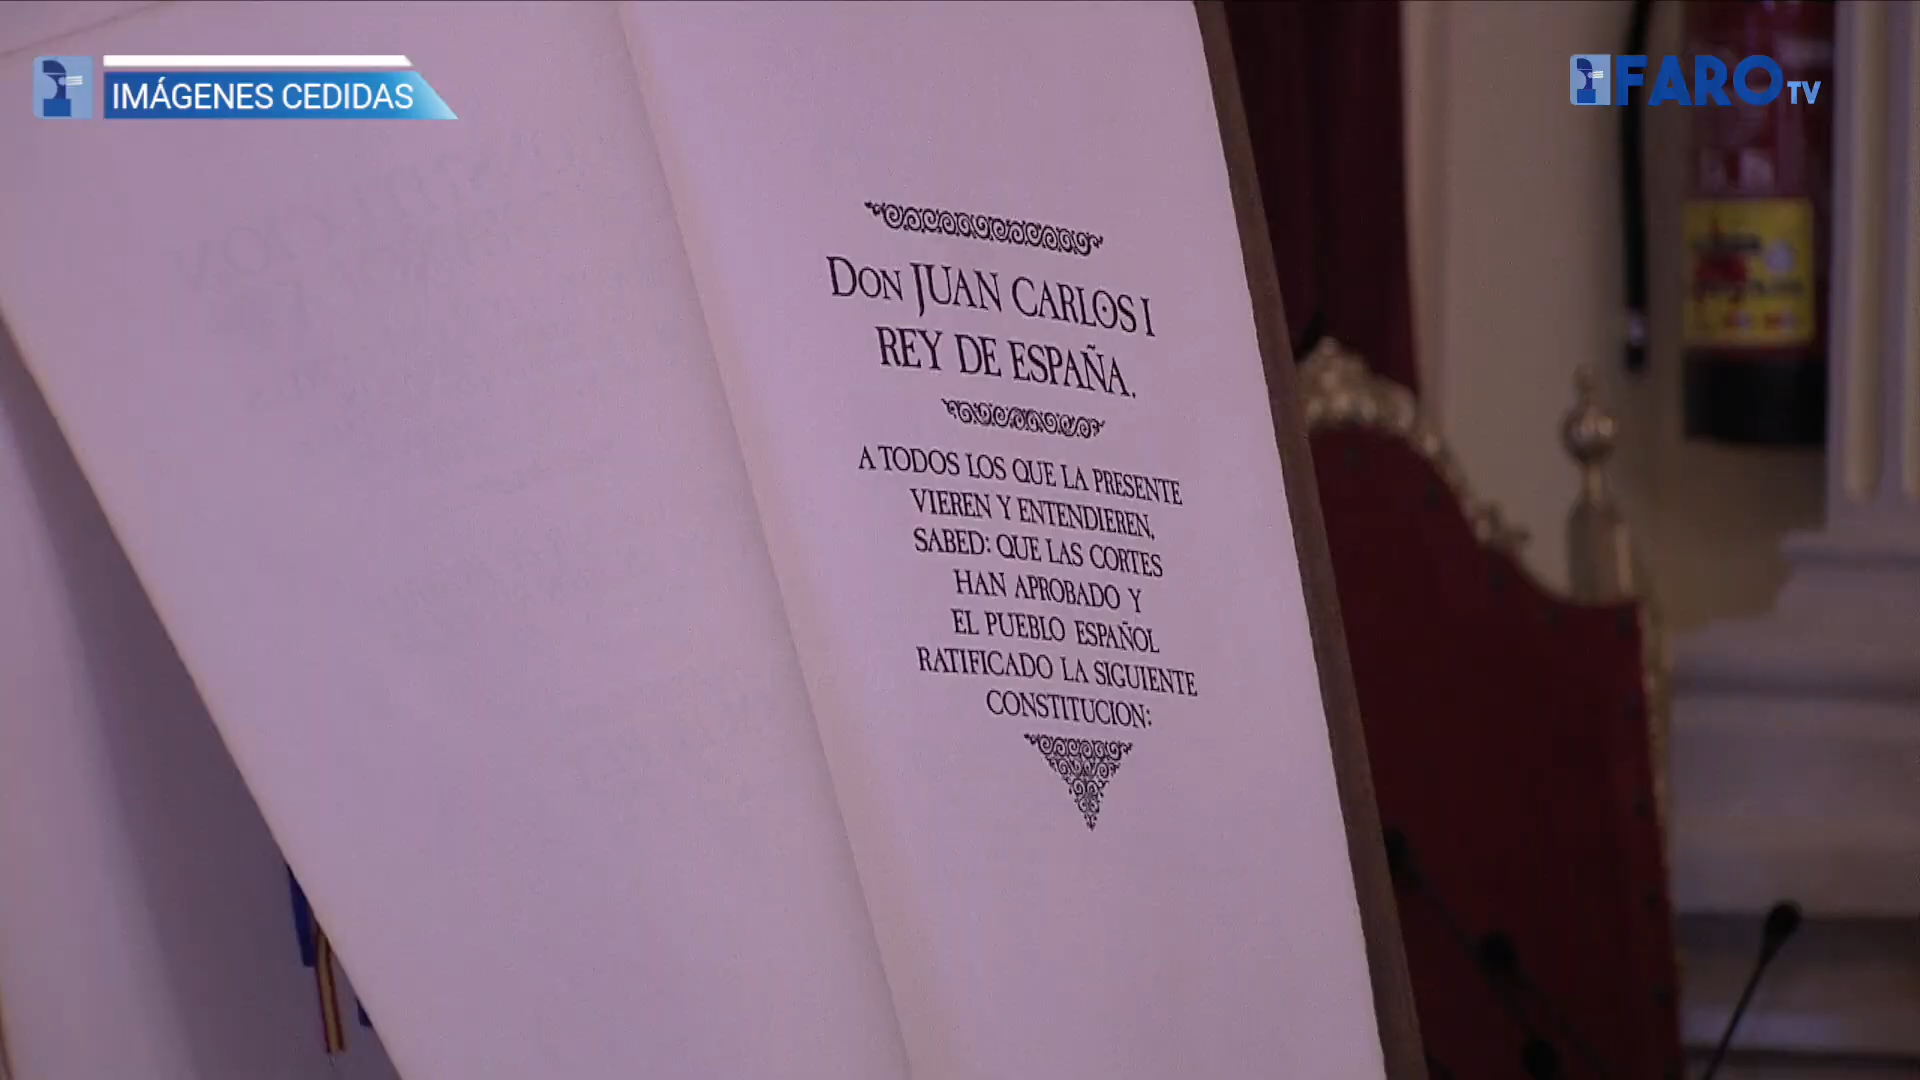 IMÁGENES CEDIDAS
FARO TV
DON JUAN CARLOS I
REY DE ESPAÑA.
A TODOS LOS QUE LA PRESENTE
VIEREN Y ENTENDIEREN,
SABED: QUE LAS CORTES
HAN APROBADO Y
EL PUEBLO ESPAÑOL
RATIFICADO LA SIGUIENTE
CONSTITUCION: